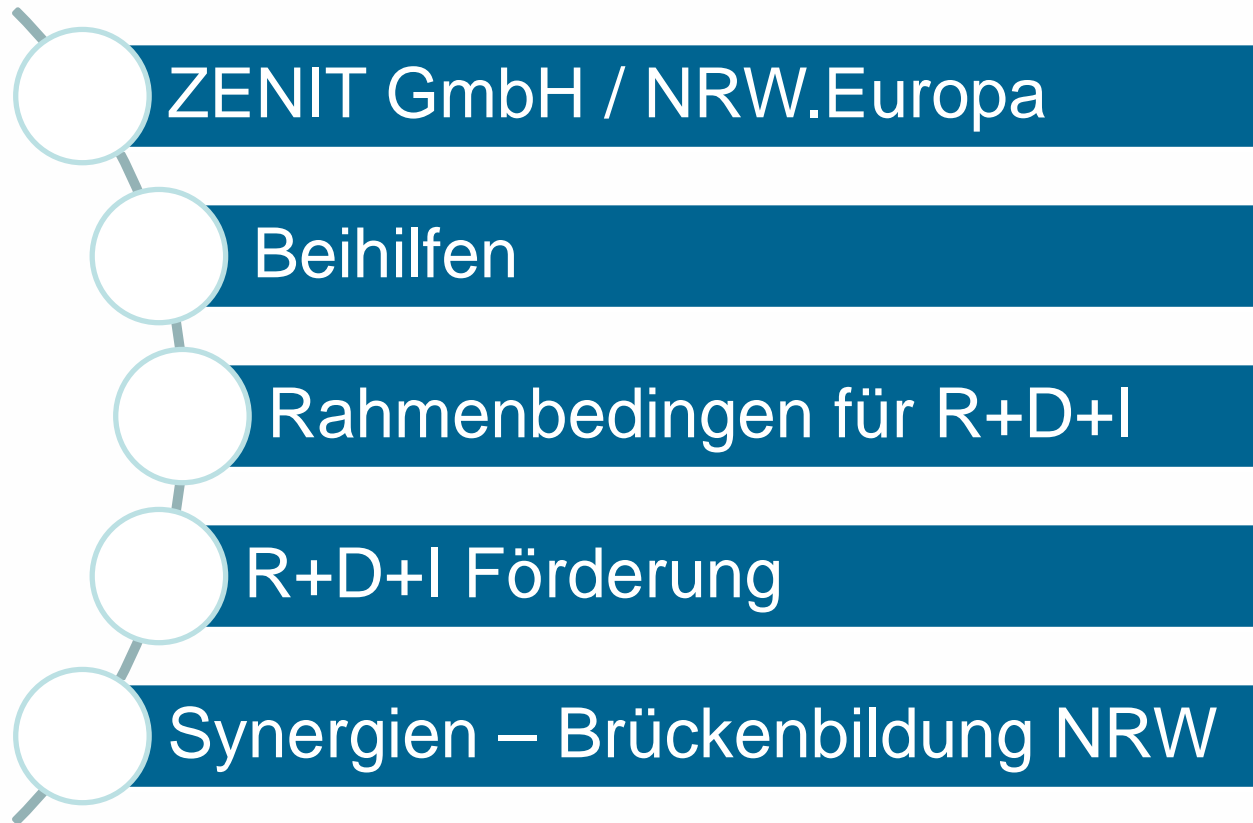 ZENIT GmbH / NRW.Europa
Beihilfen
Rahmenbedingen für R+D+I
R+D+I Förderung
Synergien – Brückenbildung NRW